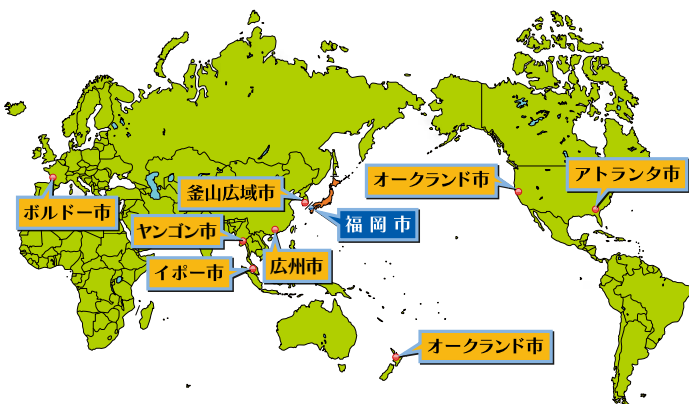 オークランド市
アトランタ市
釜山広域市
ボルドー市
福岡市
ヤンゴン市
イポー市
広州市
オークランド市